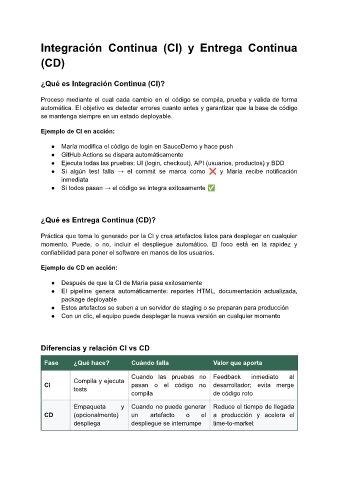 Integración Continua (CI) y Entrega Continua
(CD)
¿Qué es Integración Continua (CI)?
Proceso mediante el cual cada cambio en el código se compila, prueba y valida de forma
automática. El objetivo es detectar errores cuanto antes y garantizar que la base de código
se mantenga siempre en un estado deployable.
Ejemplo de CI en acción:
● María modifica el código de login en SauceDemo y hace push
● GitHub Actions se dispara automáticamente
● Ejecuta todas las pruebas: UI (login, checkout), API (usuarios, productos) y BDD
● Si algún test falla → el commit se marca como ❌ y María recibe notificación
inmediata
● Si todos pasan → el código se integra exitosamente ✅
¿Qué es Entrega Continua (CD)?
Práctica que toma lo generado por la CI y crea artefactos listos para desplegar en cualquier
momento. Puede, o no, incluir el despliegue automático. El foco está en la rapidez y
confiabilidad para poner el software en manos de los usuarios.
Ejemplo de CD en acción:
● Después de que la CI de María pasa exitosamente
● El pipeline genera automáticamente: reportes HTML, documentación actualizada,
package deployable
● Estos artefactos se suben a un servidor de staging o se preparan para producción
● Con un clic, el equipo puede desplegar la nueva versión en cualquier momento
Diferencias y relación CI vs CD
Fase ¿Qué hace? Cuándo falla Valor que aporta
CI
Compila y ejecuta
tests
Cuando las pruebas no
pasan o el código no
compila
Feedback inmediato al
desarrollador; evita merge
de código roto
CD
Empaqueta y
(opcionalmente)
despliega
Cuando no puede generar
un artefacto o el
despliegue se interrumpe
Reduce el tiempo de llegada
a producción y acelera el
time-to-market